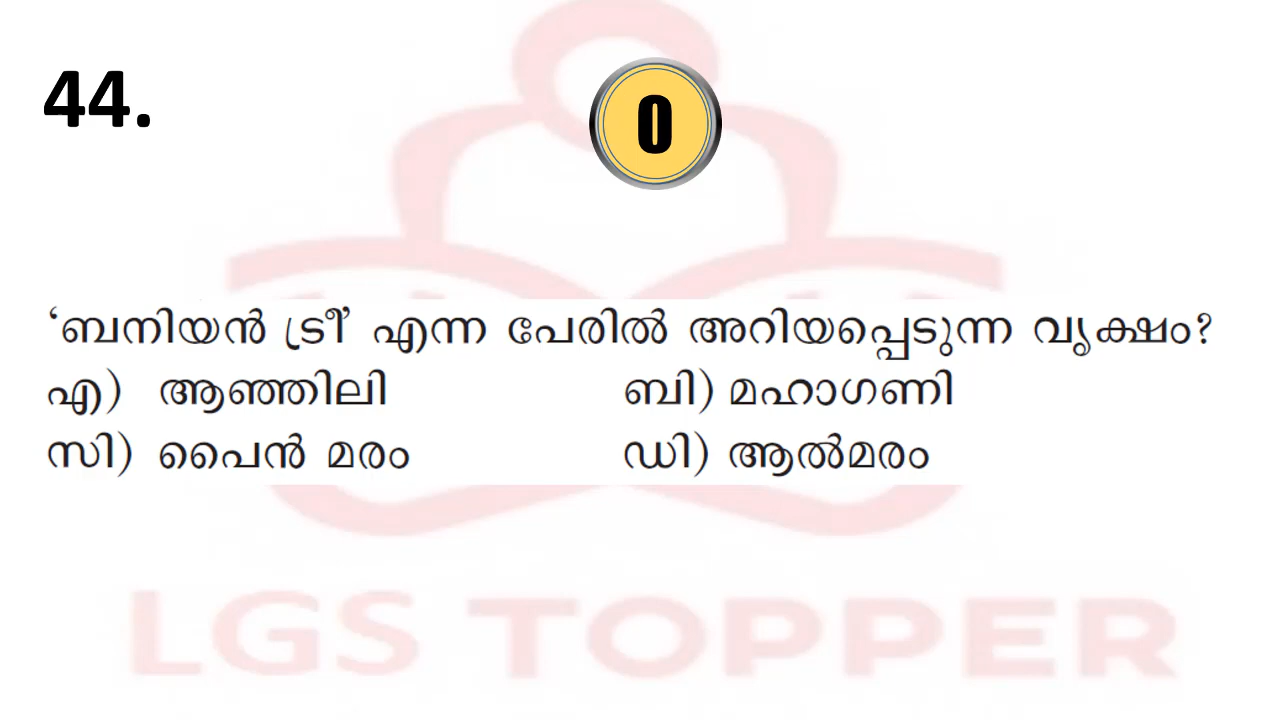 44.
0
‘ബനിയൻ ട്രീ’ എന്ന പേരിൽ അറിയപ്പെടുന്ന വൃക്ഷം?
എ) ആഞ്ഞിലി ബി) മഹാഗണി
സി) പൈൻ മരം ഡി) ആൽമരം
LGS TOPPER